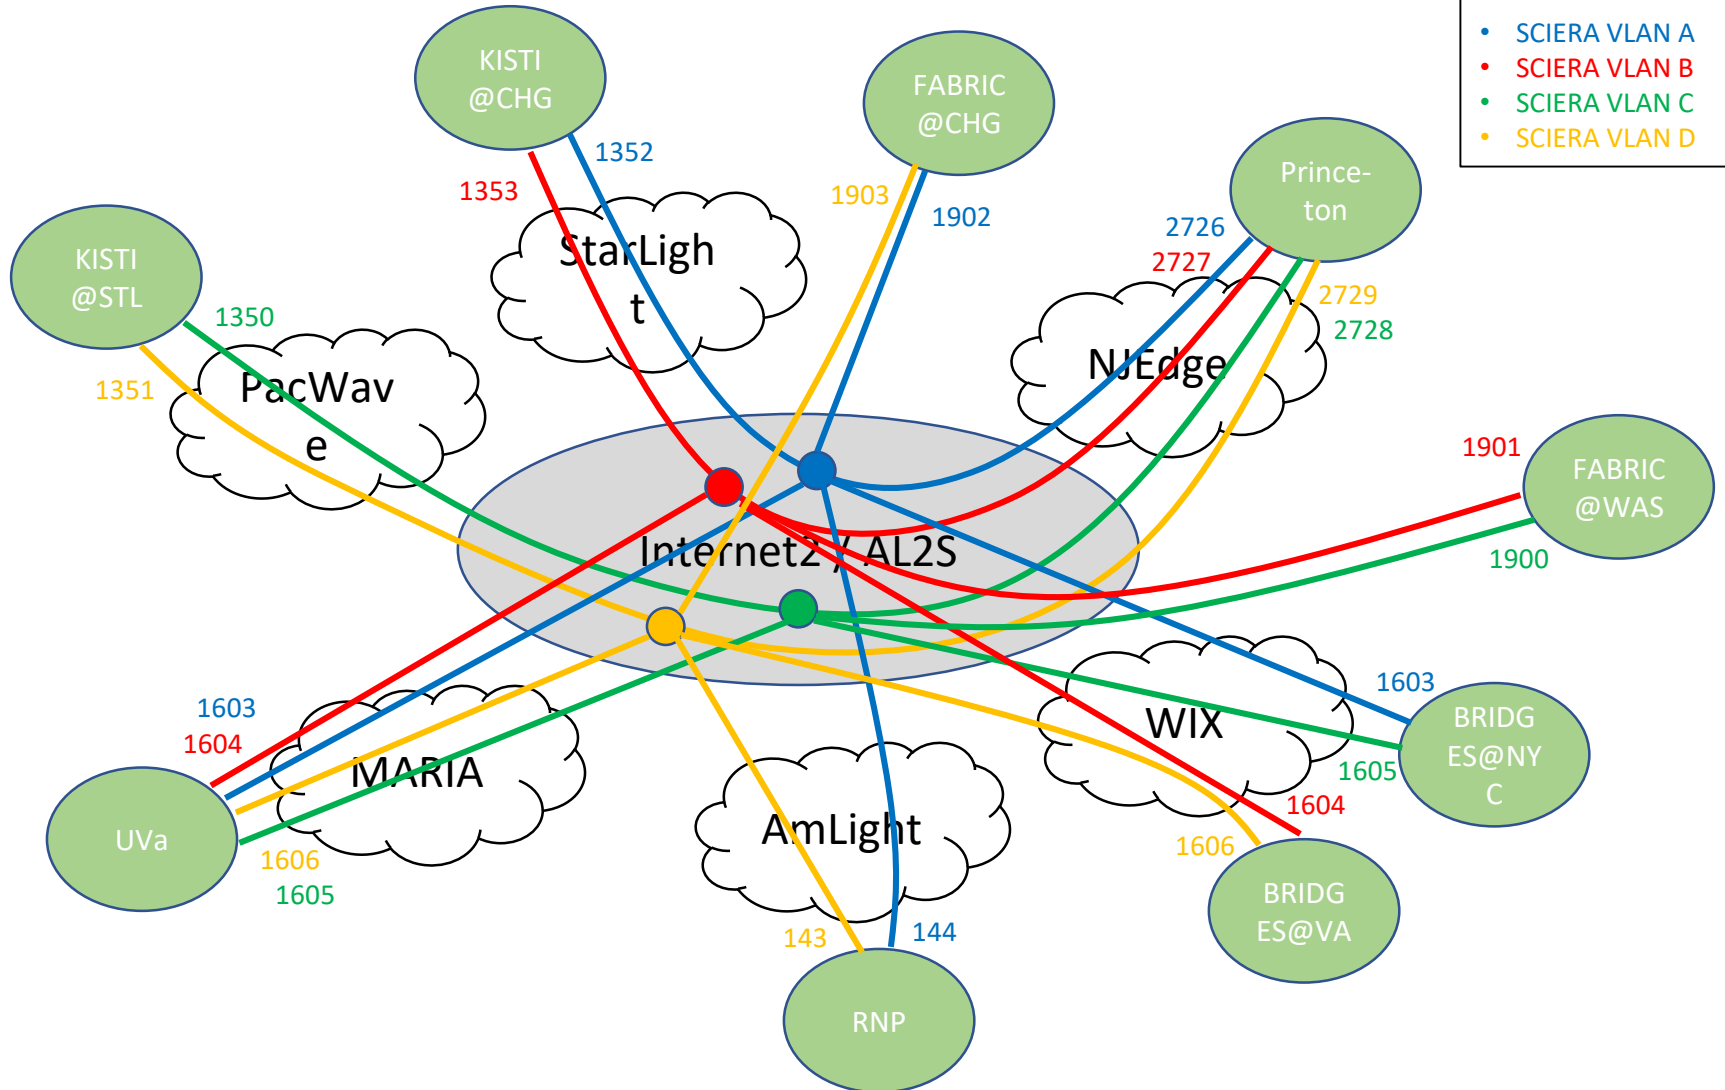 • SCIERA VLAN A
• SCIERA VLAN B
• SCIERA VLAN C
• SCIERA VLAN D
KISTI
@CHG
FABRIC
@CHG
Prince-
ton
KISTI
@STL
1352
1353
1903
1902
2726
2727
2729
2728
StarLigh
t
1350
1351
PacWav
e
NJEdge
1901
FABRIC
@WAS
1900
Internet2 / AL2S
1603
1604
MARIA
UVa
1606
1605
AmLight
143
144
RNP
WIX
1603
1605
BRIDG
ES@NY
C
1604
1606
BRIDG
ES@VA